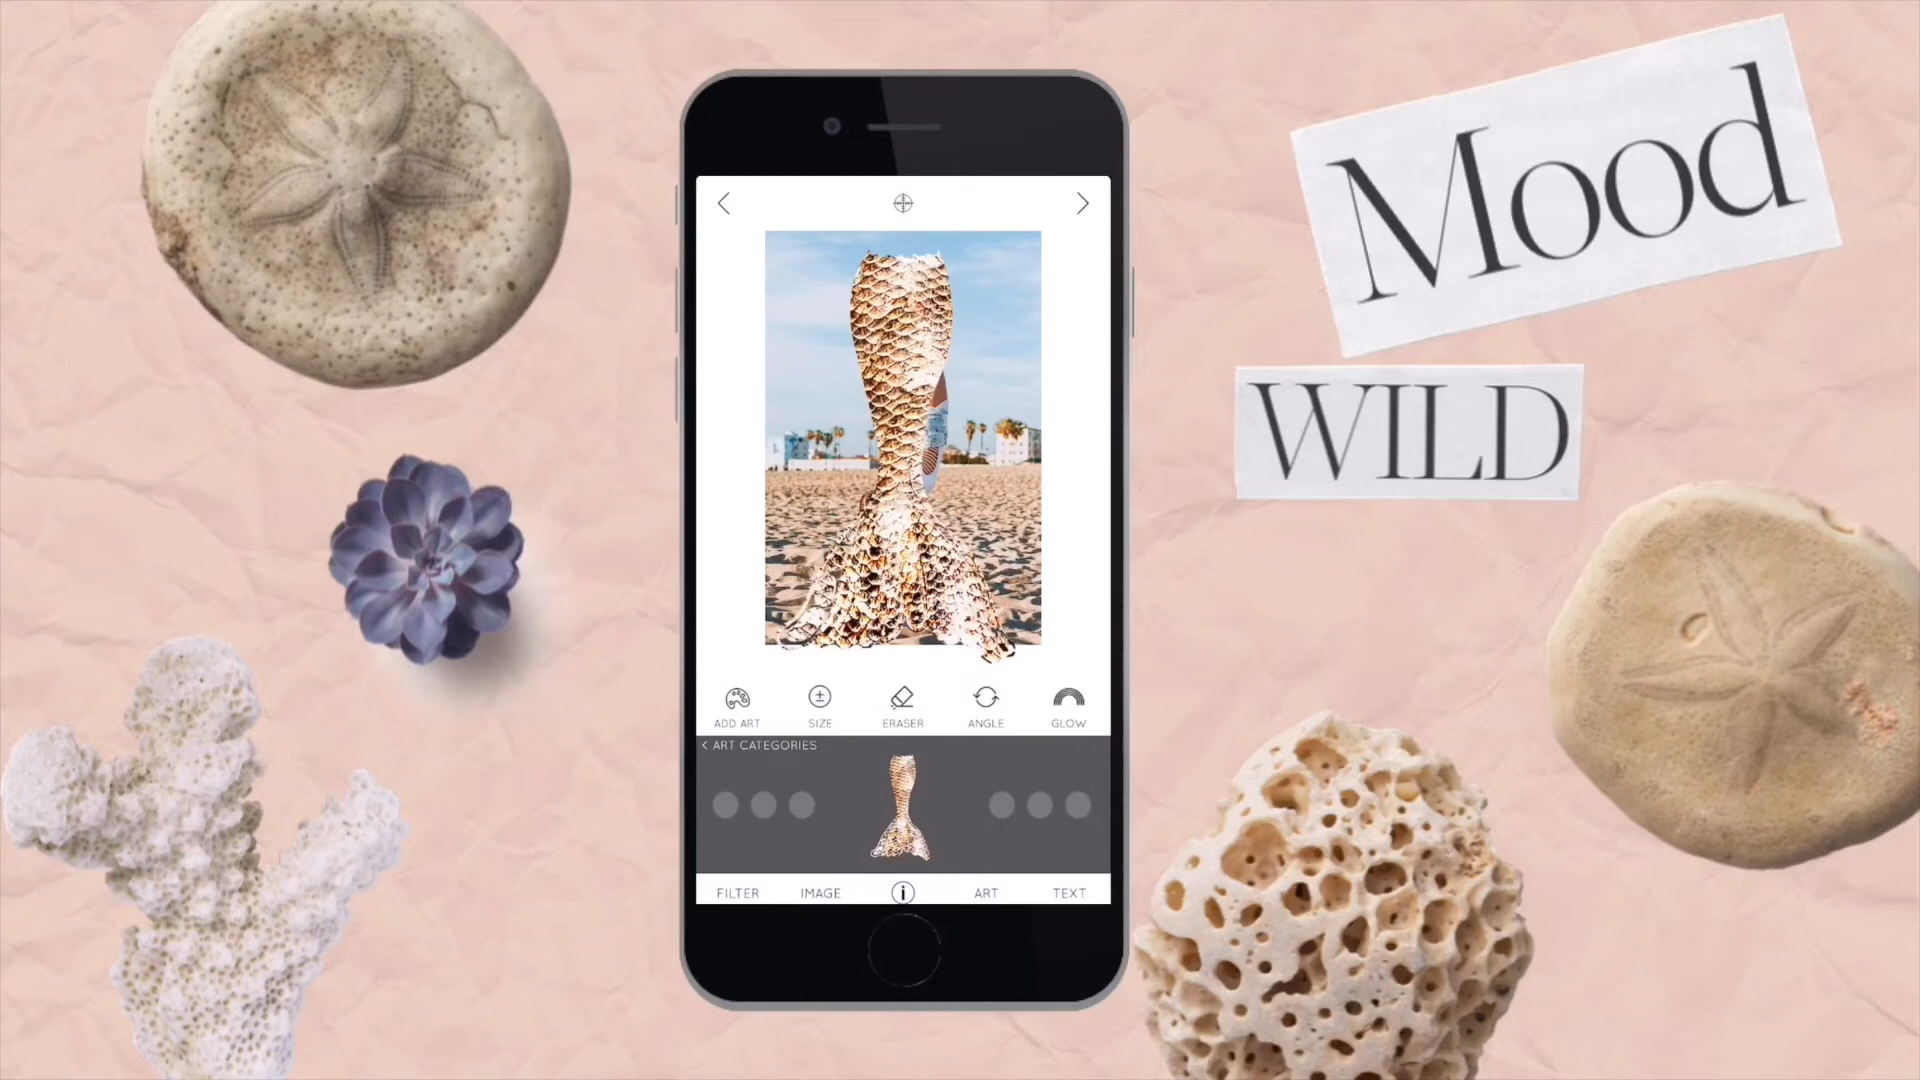 Mood
WILD
ADD ART SIZE ERASER ANGLE GLOW
< ART CATEGORIES
FILTER IMAGE i ART TEXT